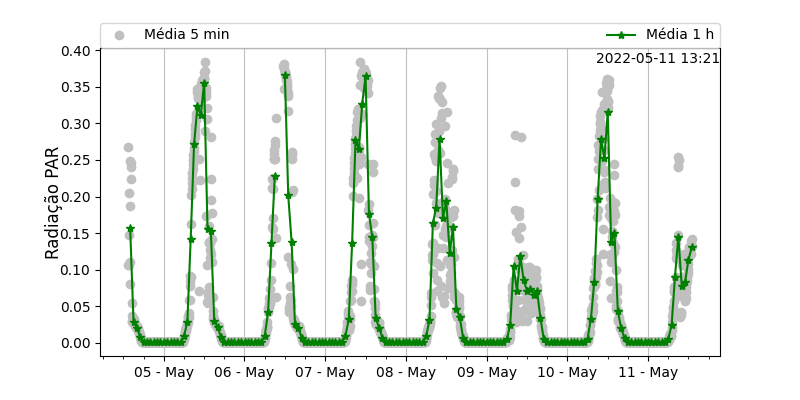 Média 5 min
Média 1 h
2022-05-11 13:21
0.40
0.35
0.30
0.25
0.20
0.15
0.10
0.05
0.00
Radiação PAR
05 - May
06 - May
07 - May
08 - May
09 - May
10 - May
11 - May